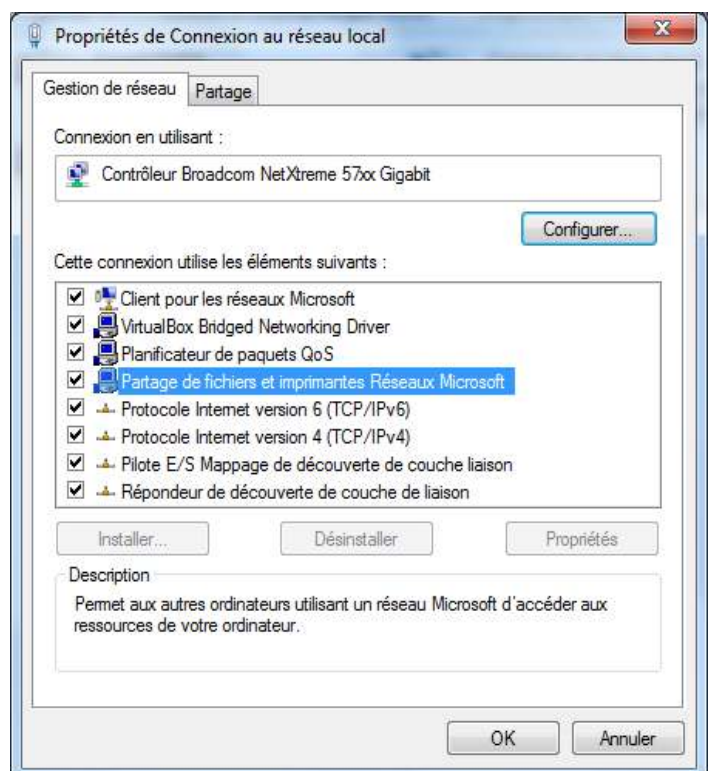 Propriétés de Connexion au réseau local
Gestion de réseau Partage
Connexion en utilisant :
Contrôleur Broadcom NetXtreme 57xx Gigabit
Configurer...
Cette connexion utilise les éléments suivants :
Client pour les réseaux Microsoft
VirtualBox Bridged Networking Driver
Planificateur de paquets QoS
Partage de fichiers et imprimantes Réseaux Microsoft
Protocole Internet version 6 (TCP/IPv6)
Protocole Internet version 4 (TCP/IPv4)
Pilote E/S Mappage de découverte de couche liaison
Répondeur de découverte de couche de liaison
Installer... Désinstaller Propriétés
Description
Permet aux autres ordinateurs utilisant un réseau Microsoft d'accéder aux
ressources de votre ordinateur.
OK Annuler